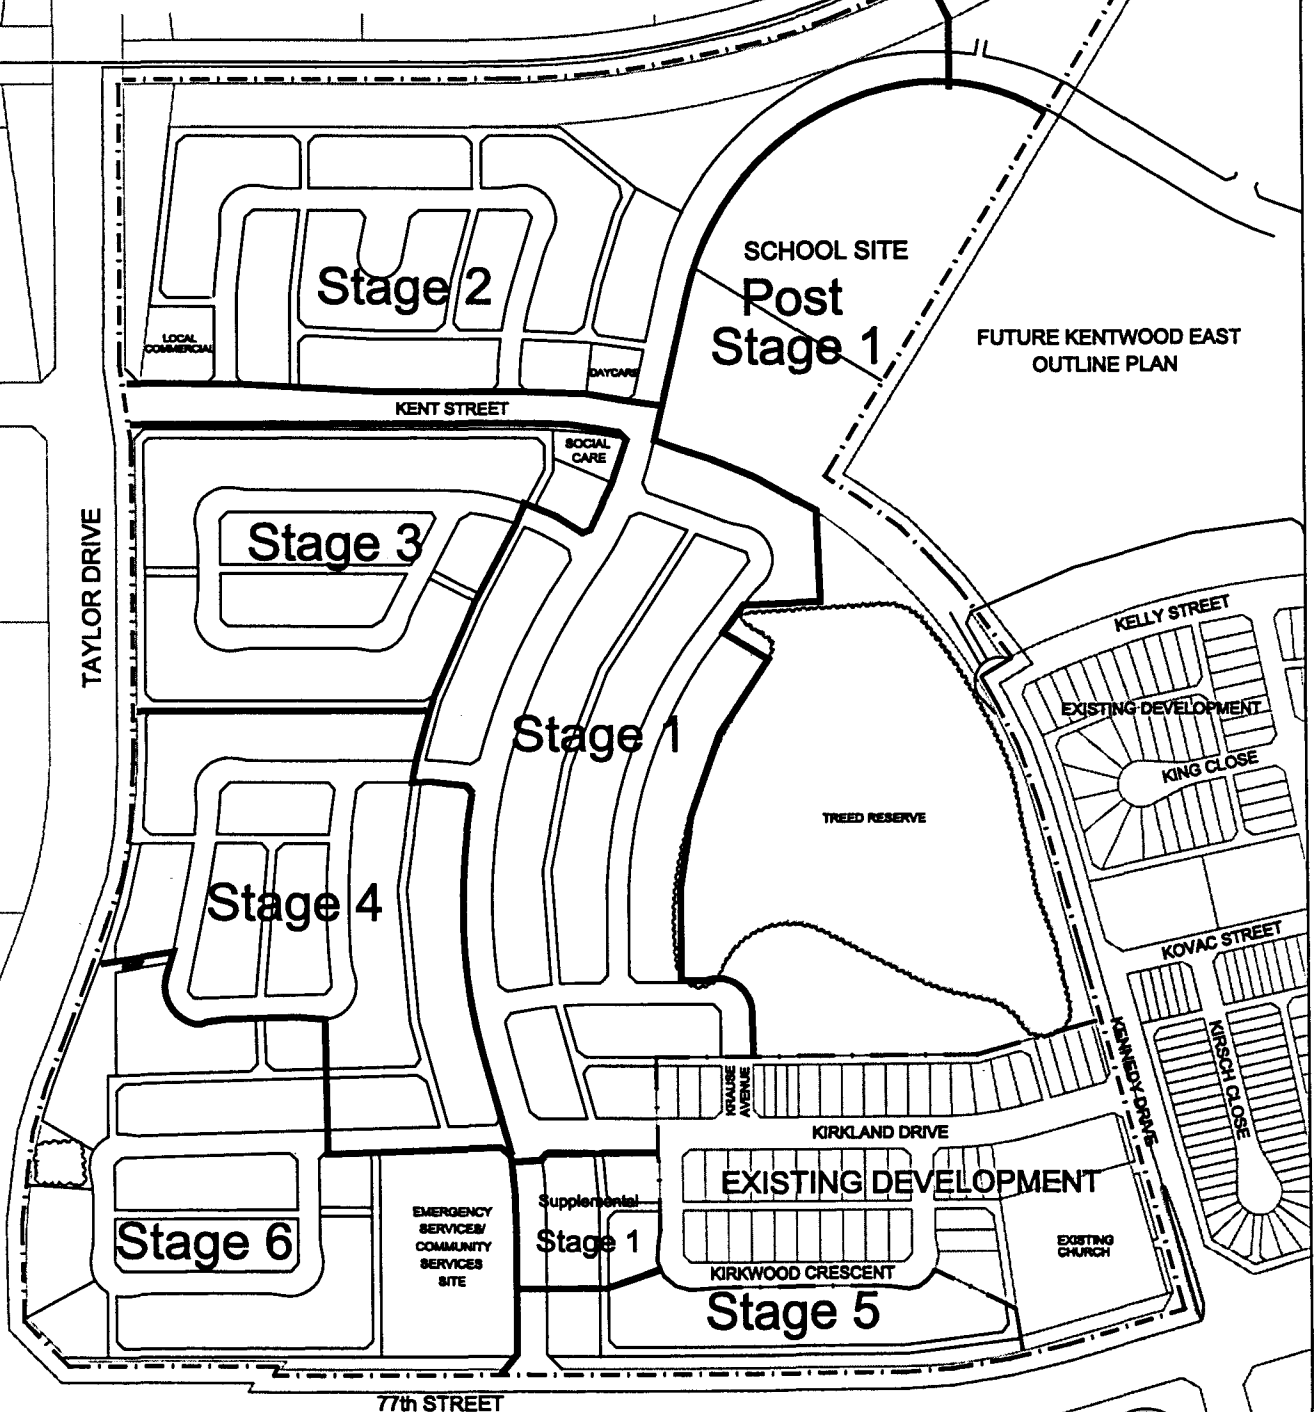 SCHOOL SITE
Post
Stage 1
Stage 2
FUTURE KENTWOOD EAST
OUTLINE PLAN
LOCAL
COMMERCIAL
DAYCARE
KENT STREET
SOCIAL
CARE
TAYLOR DRIVE
Stage 3
KELLY STREET
EXISTING DEVELOPMENT
KING CLOSE
Stage 1
TREED RESERVE
Stage 4
KOVAC STREET
KENNEDY DRIVE
KIRSCH CLOSE
KRAUSE
AVENUE
KIRKLAND DRIVE
EXISTING DEVELOPMENT
Supplemental
Stage 1
EMERGENCY
SERVICES/
COMMUNITY
SERVICES
SITE
Stage 6
EXISTING
CHURCH
KIRKWOOD CRESCENT
Stage 5
77th STREET